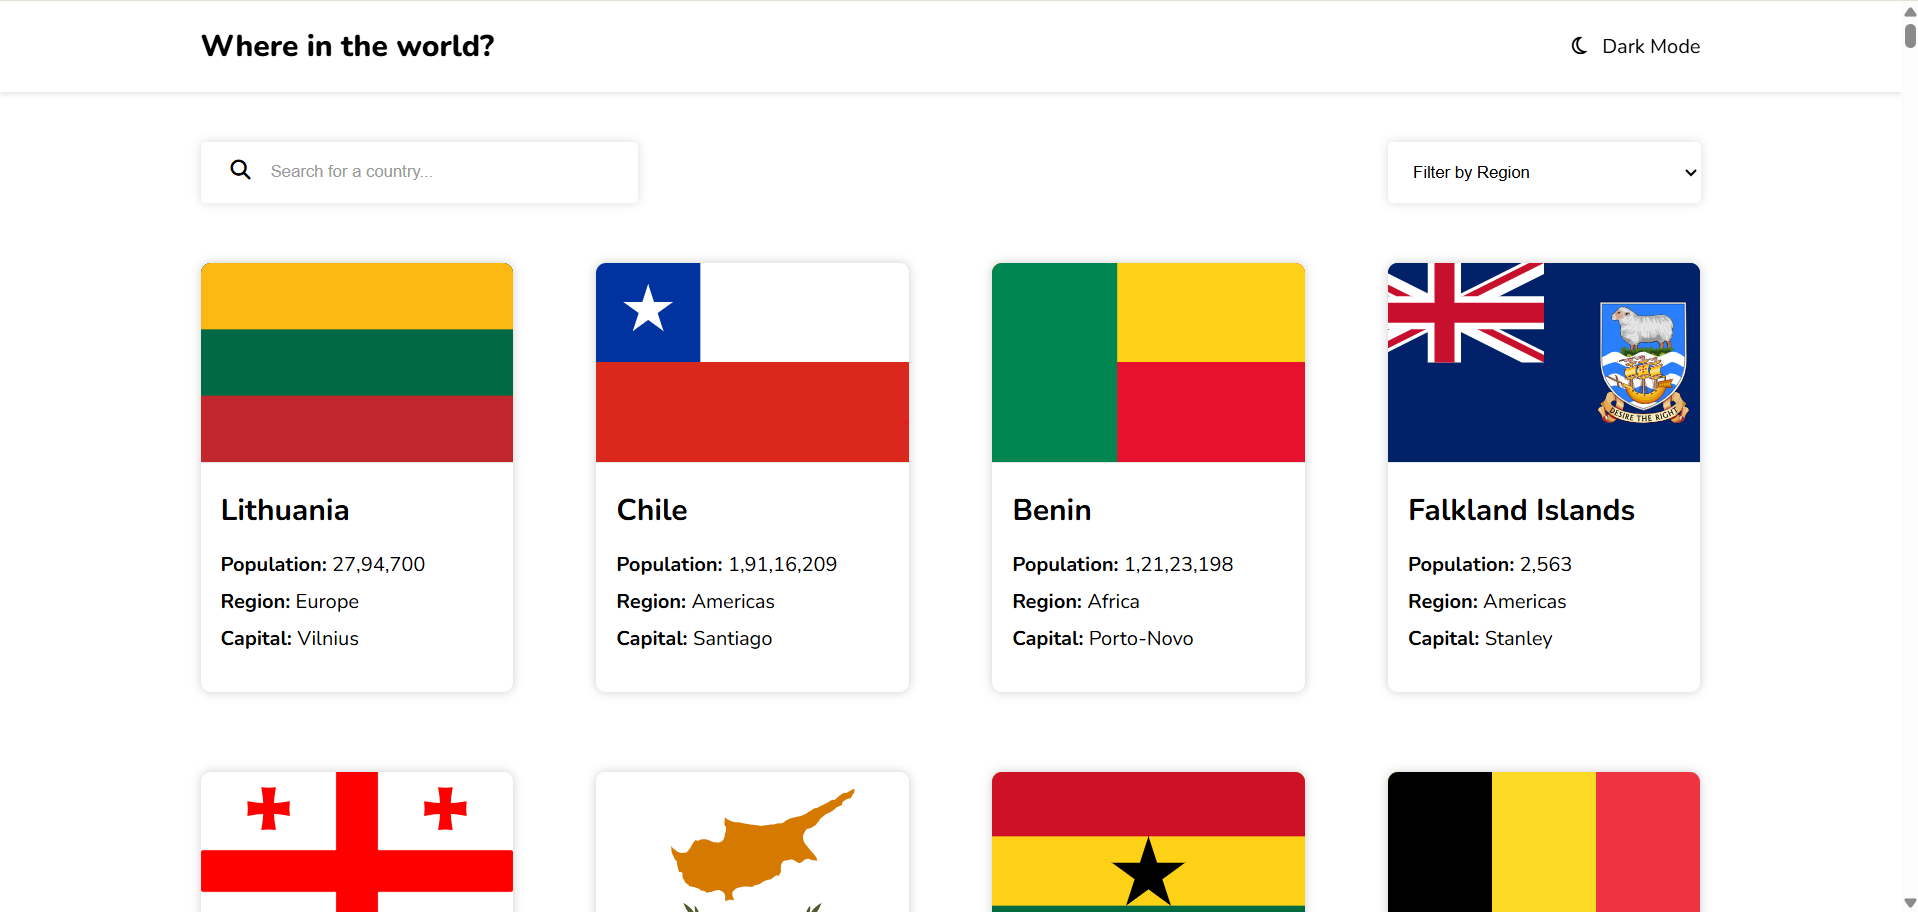 Where in the world?
Dark Mode
Search for a country...
Filter by Region
DESIRE THE RIGHT
Lithuania
Population: 27,94,700
Region: Europe
Capital: Vilnius
Chile
Population: 1,91,16,209
Region: Americas
Capital: Santiago
Benin
Population: 1,21,23,198
Region: Africa
Capital: Porto-Novo
Falkland Islands
Population: 2,563
Region: Americas
Capital: Stanley